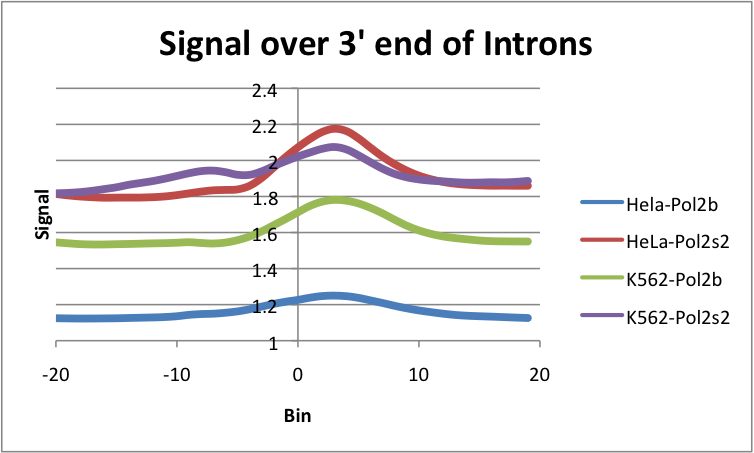 Signal over 3' end of Introns
2.4
2.2
2
1.8
1.6
1.4
1.2
1
Signal
-20 -10 0 10 20
Bin
Hela-Pol2b
HeLa-Pol2s2
K562-Pol2b
K562-Pol2s2